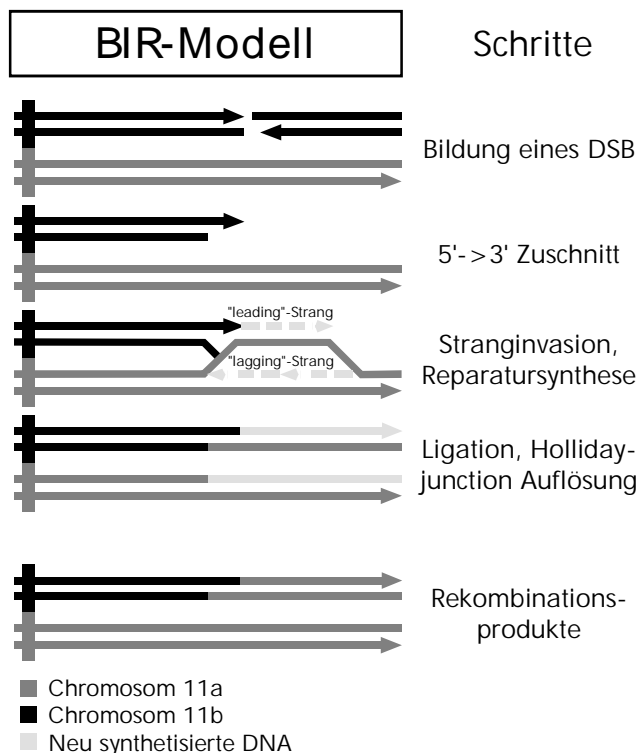 BIR-Modell
Schritte
Bildung eines DSB
5'->3' Zuschnitt
"leading"-Strang
"lagging"-Strang
Stranginvasion,
Reparatursynthese
Ligation, Holliday-
junction Auflösung
Rekombinations-
produkte
Chromosom 11a
Chromosom 11b
Neu synthetisierte DNA